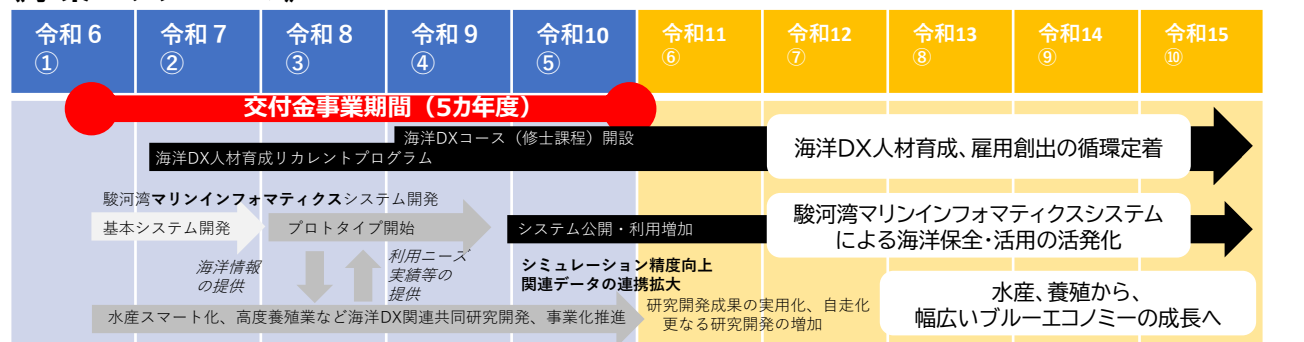 令和６
①
令和７
②
令和８
③
令和９
④
令和10
⑤
令和11
⑥
令和12
⑦
令和13
⑧
令和14
⑨
令和15
⑩
交付金事業期間（5カ年度）
海洋DXコース（修士課程）開設
海洋DX人材育成リカレントプログラム
海洋DX人材育成、雇用創出の循環定着
駿河湾マリンインフォマティクスシステム開発
基本システム開発
プロトタイプ開始
システム公開・利用増加
駿河湾マリンインフォマティクスシステム
による海洋保全・活用の活発化
海洋情報
の提供
利用ニーズ
実績等の
提供
シミュレーション精度向上
関連データの連携拡大
水産スマート化、高度養殖業など海洋DX関連共同研究開発、事業化推進
研究開発成果の実用化、自走化
更なる研究開発の増加
水産、養殖から、
幅広いブルーエコノミーの成長へ